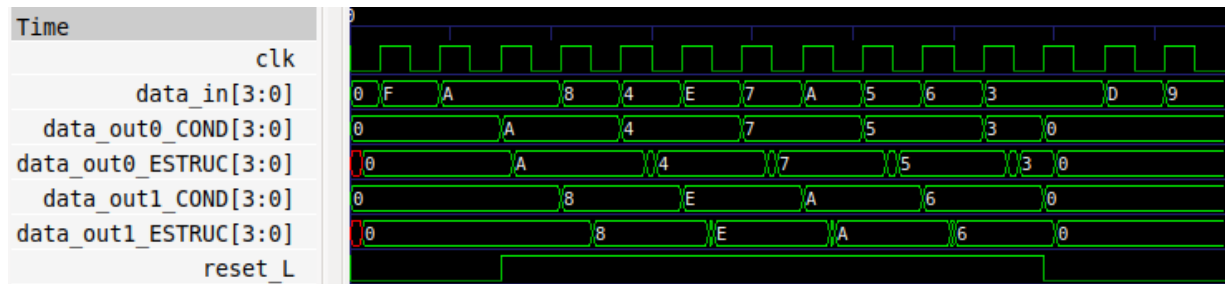 0
Time
clk
data_in[3:0] 0 F A 8 4 E 7 A 5 6 3 D 9
data_out0_COND[3:0] 0 A 4 7 5 3 0
data_out0_ESTRUC[3:0] 0 A 4 7 5 3 0
data_out1_COND[3:0] 0 8 E A 6 0
data_out1_ESTRUC[3:0] 0 8 E A 6 0
reset_L